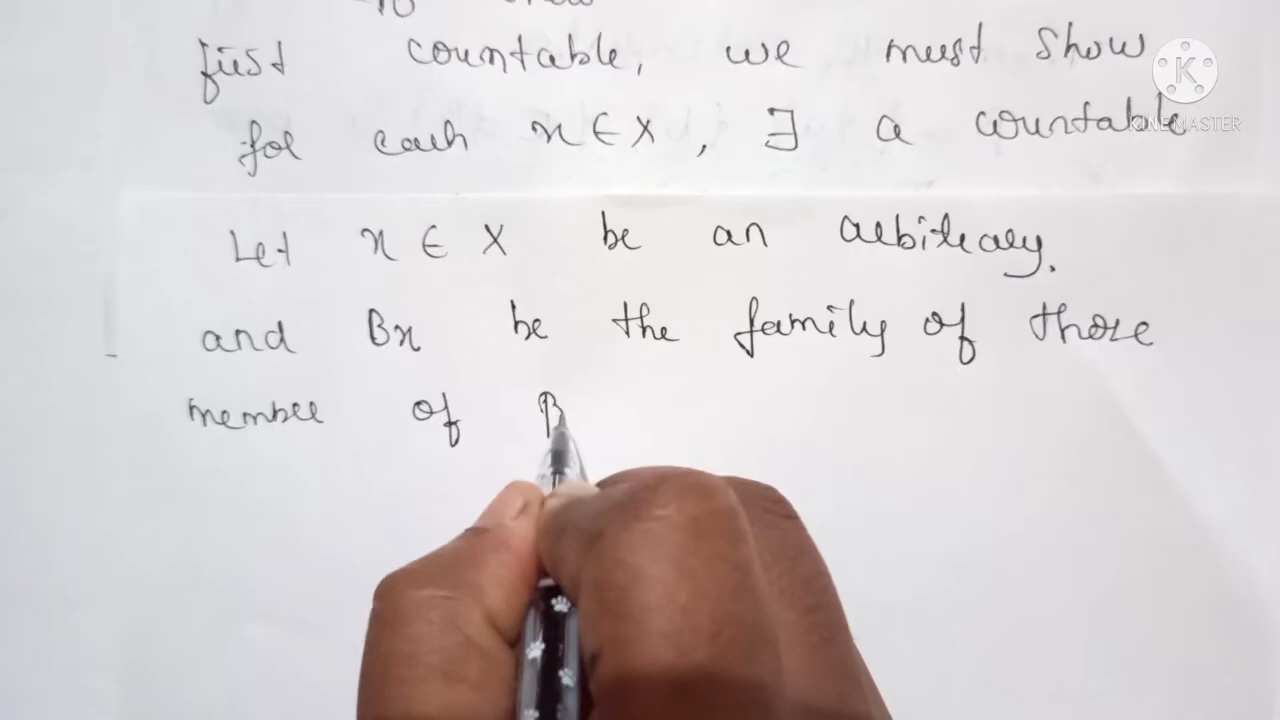 first countable, we must show
for each x ∈ X, ∃ a countable
KINEMASTER
Let x ∈ X be an arbitrary.
and Bx be the family of those
member of B